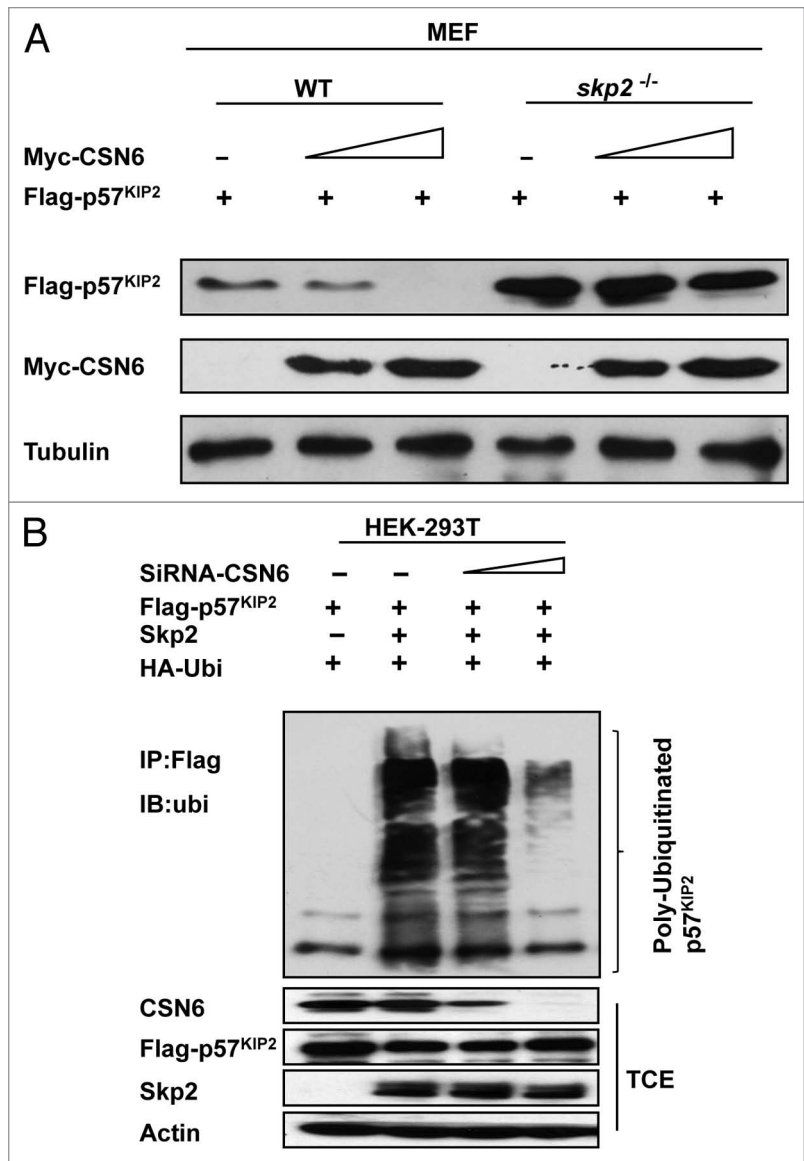 A
MEF
WT skp2 -/-
Myc-CSN6 – –
Flag-p57KIP2 + + + + + +
Flag-p57KIP2
Myc-CSN6
Tubulin
B
HEK-293T
SiRNA-CSN6 – –
Flag-p57KIP2 + + + +
Skp2 – + + +
HA-Ubi + + + +
IP:Flag
IB:ubi
Poly-Ubiquitinated
p57KIP2
CSN6
Flag-p57KIP2
Skp2
Actin
TCE